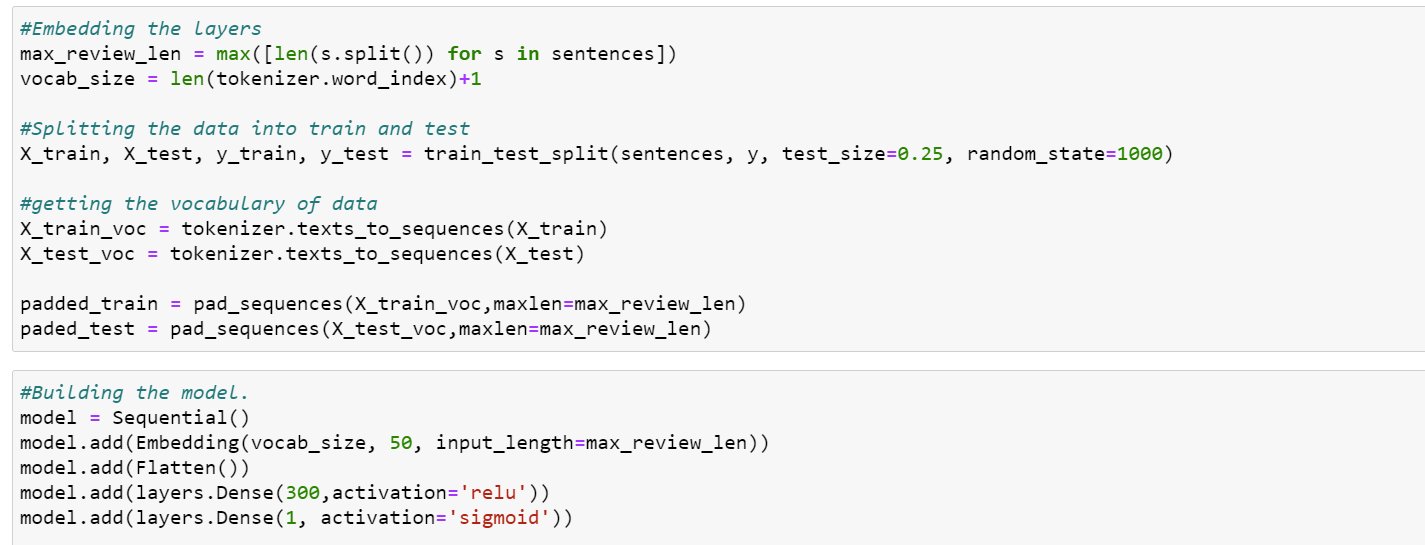 #Embedding the layers
max_review_len = max([len(s.split()) for s in sentences])
vocab_size = len(tokenizer.word_index)+1
#Splitting the data into train and test
X_train, X_test, y_train, y_test = train_test_split(sentences, y, test_size=0.25, random_state=1000)
#getting the vocabulary of data
X_train_voc = tokenizer.texts_to_sequences(X_train)
X_test_voc = tokenizer.texts_to_sequences(X_test)
padded_train = pad_sequences(X_train_voc,maxlen=max_review_len)
paded_test = pad_sequences(X_test_voc,maxlen=max_review_len)
#Building the model.
model = Sequential()
model.add(Embedding(vocab_size, 50, input_length=max_review_len))
model.add(Flatten())
model.add(layers.Dense(300,activation='relu'))
model.add(layers.Dense(1, activation='sigmoid'))